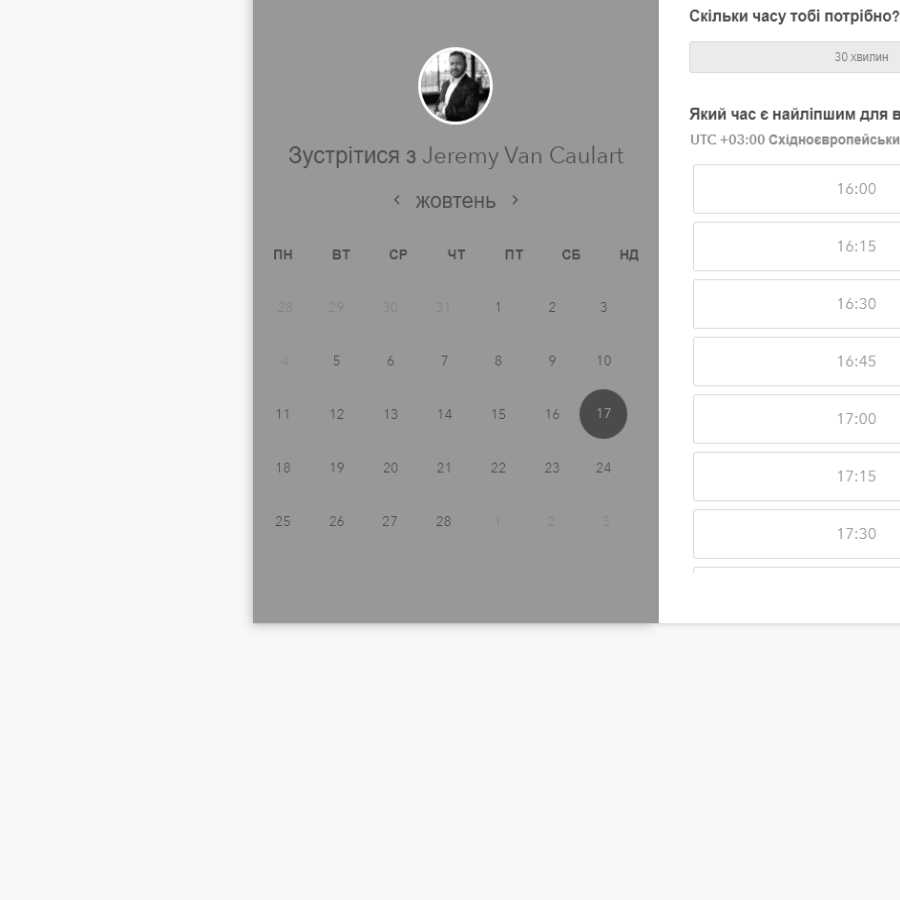 Зустрітися з Jeremy Van Caulart
‹ жовтень ›
ПН ВТ СР ЧТ ПТ СБ НД
28 29 30 31 1 2 3
4 5 6 7 8 9 10
11 12 13 14 15 16 17
18 19 20 21 22 23 24
25 26 27 28 1 2 3
Скільки часу тобі потрібно?
30 хвилин
Який час є найліпшим для в
UTC +03:00 Східноєвропейськи
16:00
16:15
16:30
16:45
17:00
17:15
17:30